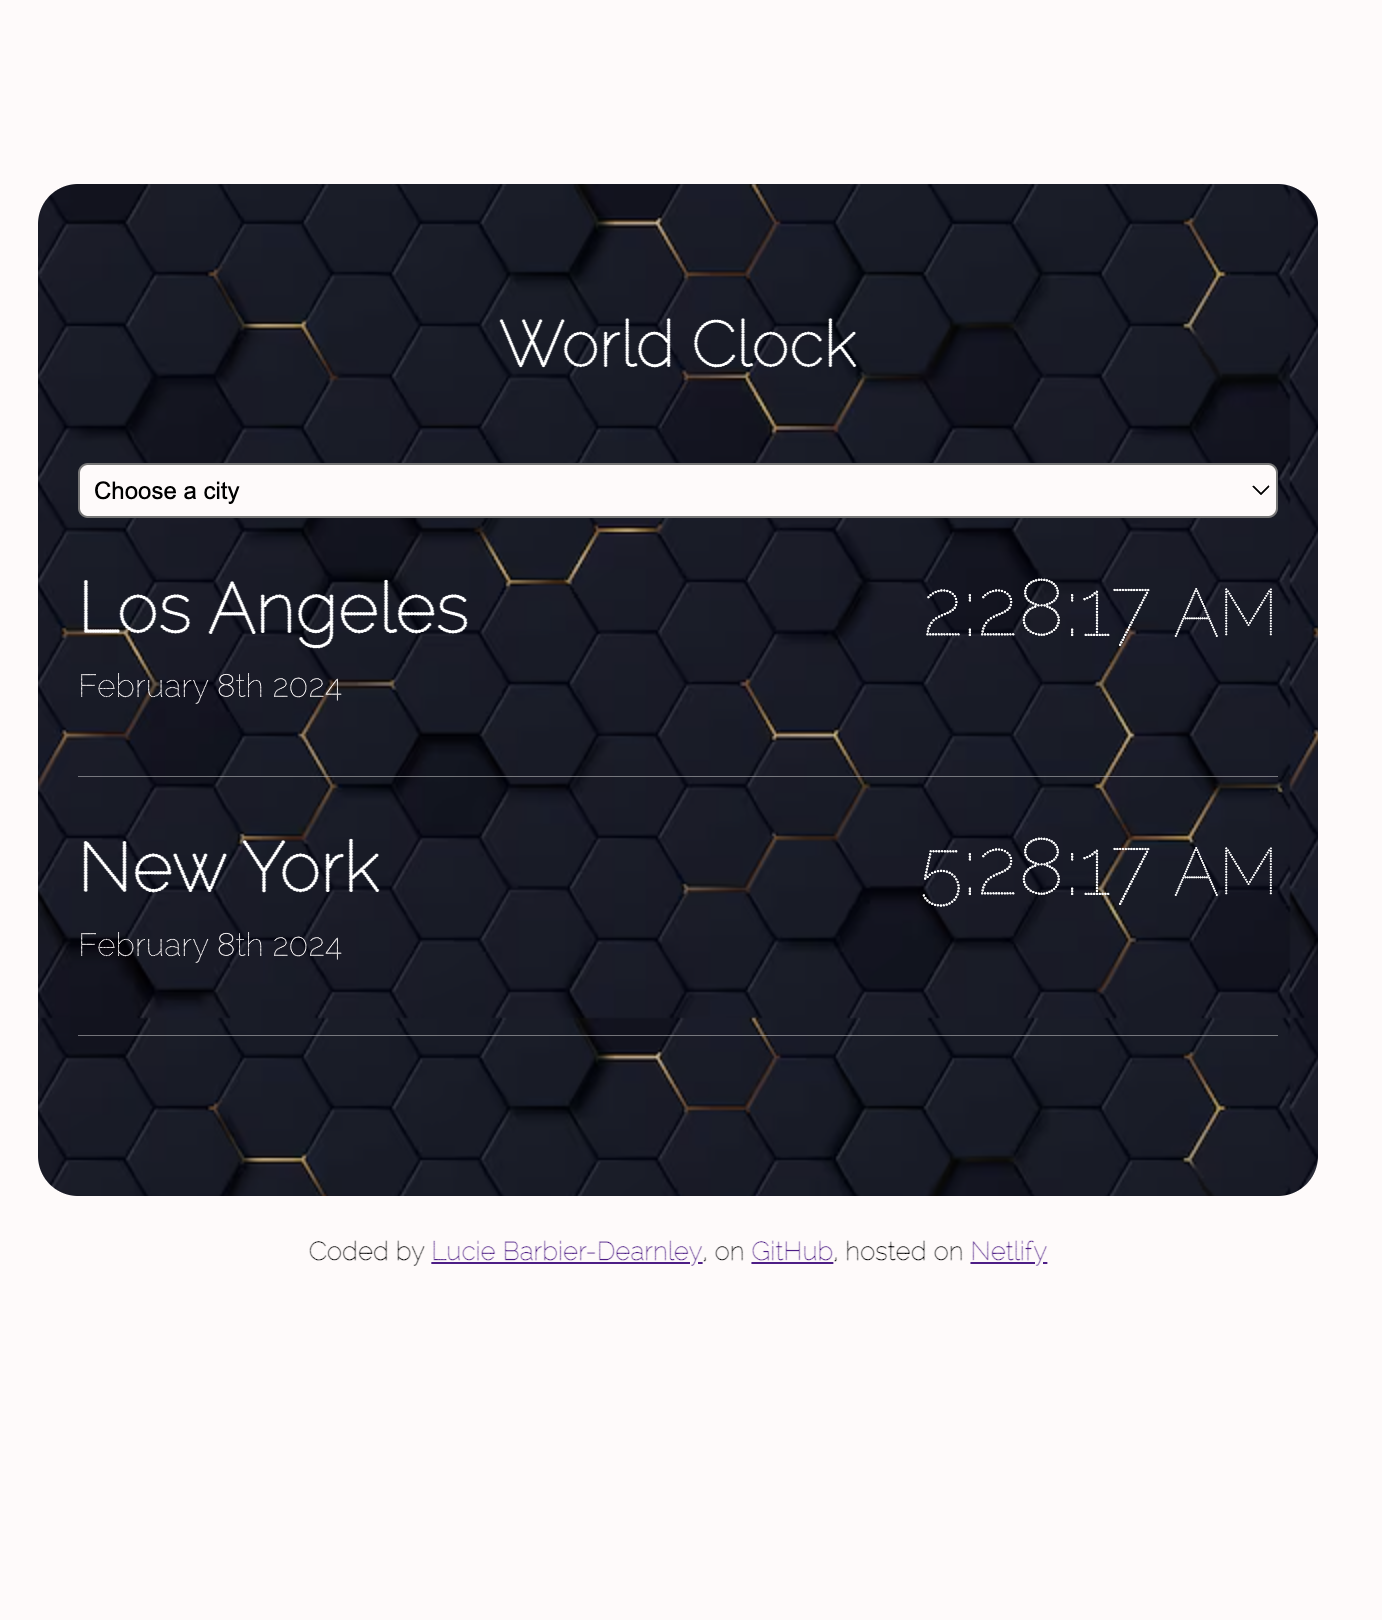 World Clock
Choose a city
Los Angeles 2:28:17 AM
February 8th 2024
New York 5:28:17 AM
February 8th 2024
Coded by Lucie Barbier-Dearnley, on GitHub, hosted on Netlify